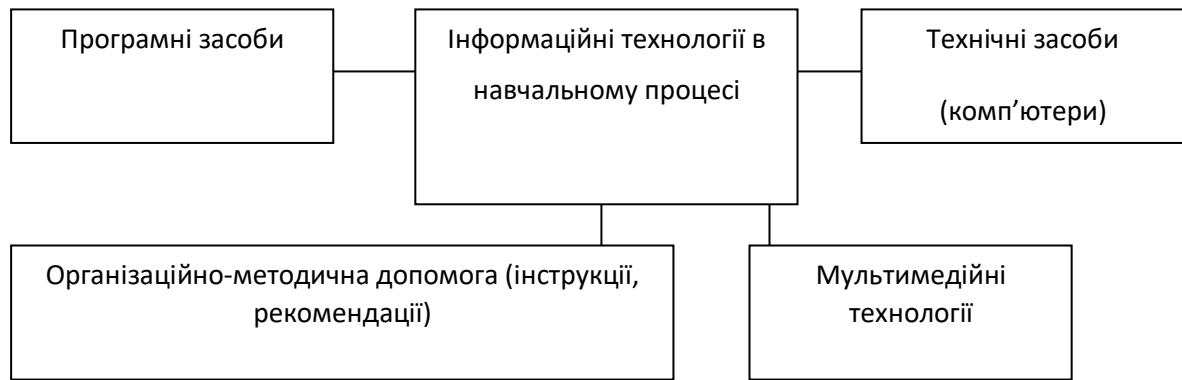 Програмні засоби
Інформаційні технології в
навчальному процесі
Технічні засоби
(комп’ютери)
Організаційно-методична допомога (інструкції,
рекомендації)
Мультимедійні
технології